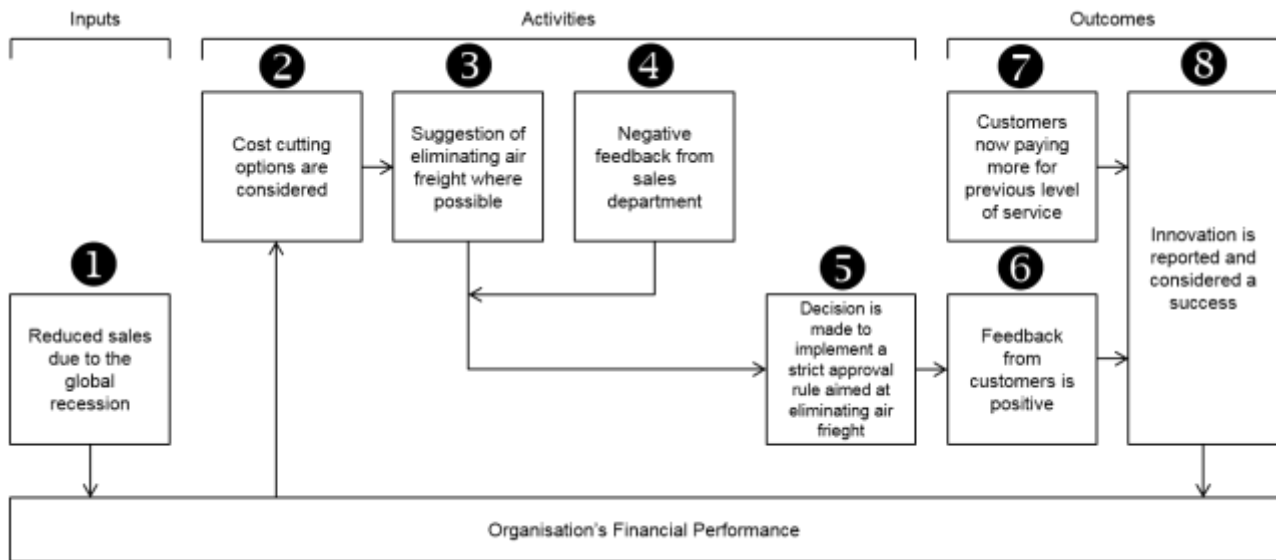 Inputs
Activities
Outcomes
2
3
4
7
8
Cost cutting
options are
considered
Suggestion of
eliminating air
freight where
possible
Negative
feedback from
sales
department
Customers
now paying
more for
previous level
of service
Innovation is
reported and
considered a
success
1
5
6
Reduced sales
due to the
global
recession
Decision is
made to
implement a
strict approval
rule aimed at
eliminating air
frieght
Feedback
from
customers is
positive
Organisation's Financial Performance